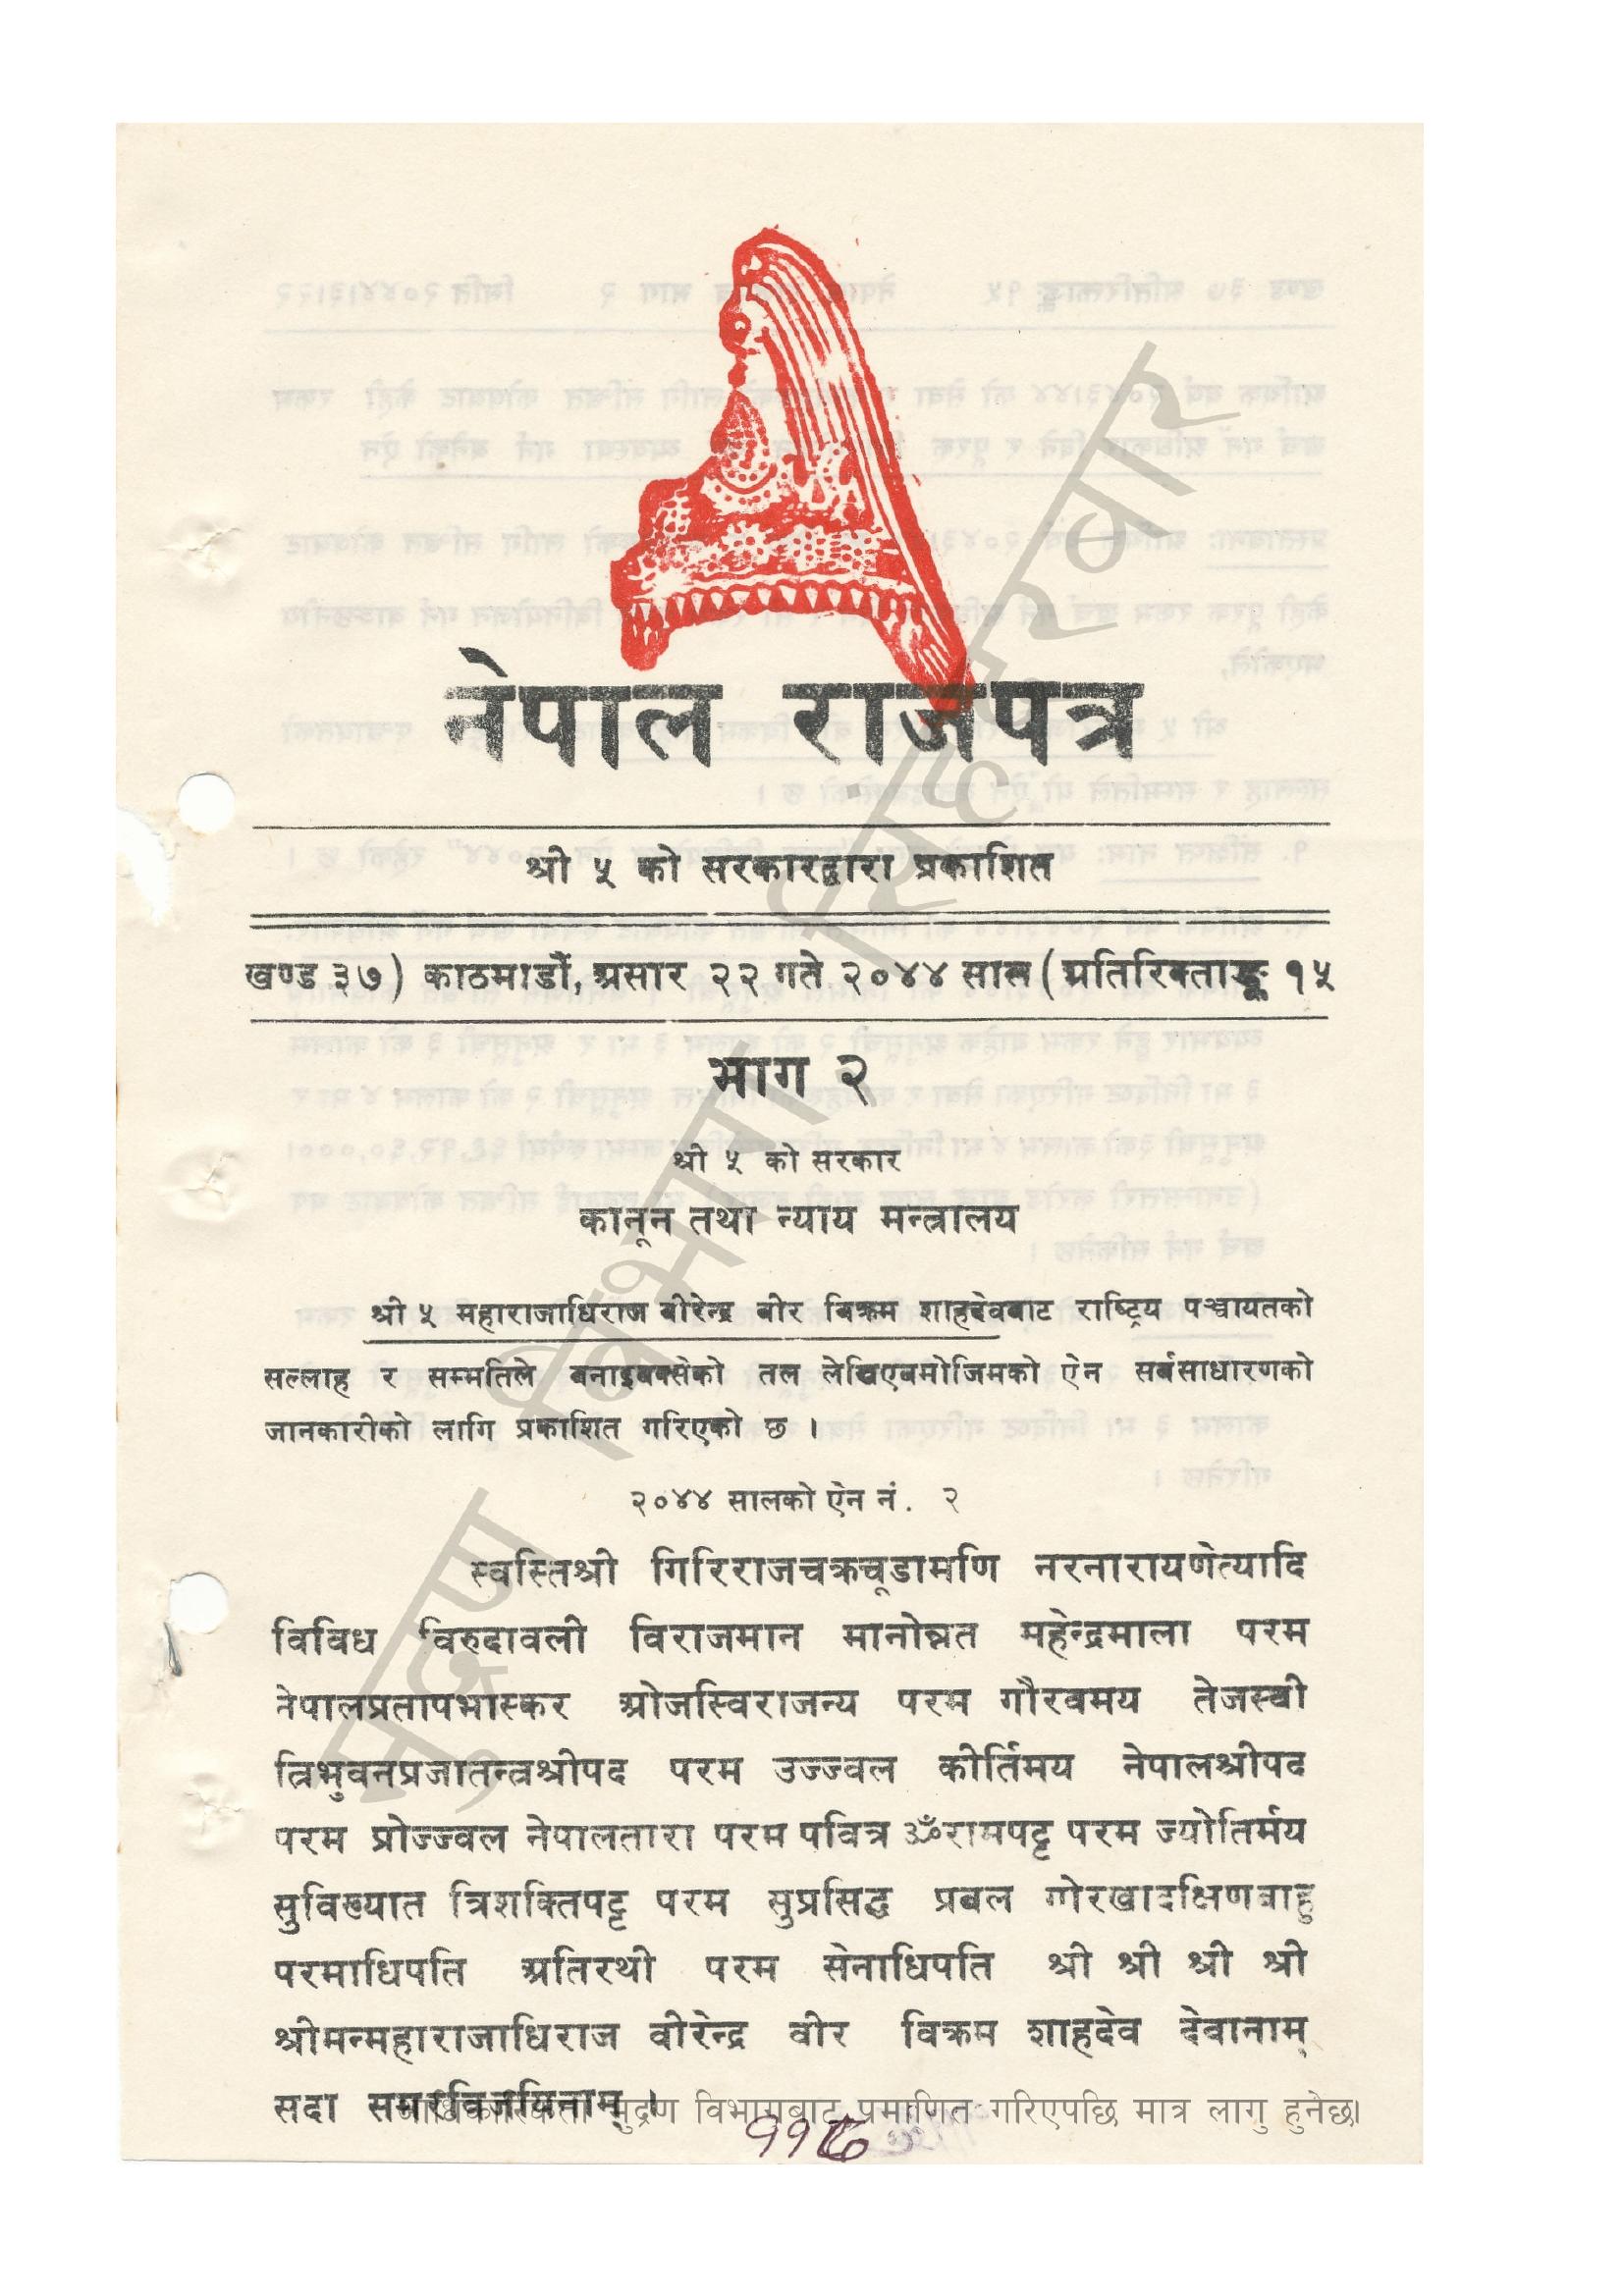 नेपाल राजपत्र
श्री ५ को सरकारद्वारा प्रकाशित
खण्ड ३७) काठमाडौं, असार २२ गते २०४४ साल (अतिरिक्ताङ्क १५
भाग २
श्री ५ को सरकार
कानून तथा न्याय मन्त्रालय
श्री ५ महाराजाधिराज बीरेन्द्र बीर बिक्रम शाहदेवबाट राष्ट्रिय पञ्चायतको
सल्लाह र सम्मतिले बनाइबक्सेको तल लेखिएबमोजिमको ऐन सर्बसाधारणको
जानकारीको लागि प्रकाशित गरिएको छ ।
२०४४ सालको ऐन नं. २
स्वस्तिश्री गिरिराजचक्रचूडामणि नरनारायणेत्यादि
विविध विरुदावली विराजमान मानोन्नत महेन्द्रमाला परम
नेपालप्रतापभास्कर ओजस्विराजन्य परम गौरवमय तेजस्वी
त्रिभुवनप्रजातन्त्रश्रीपद परम उज्ज्वल कीर्तिमय नेपालश्रीपद
परम प्रोज्ज्वल नेपालतारा परम पवित्र ॐरामपट्ट परम ज्योतिर्मय
सुविख्यात त्रिशक्तिपट्ट परम सुप्रसिद्ध प्रबल गोरखादक्षिणबाहु
परमाधिपति अतिरथी परम सेनाधिपति श्री श्री श्री श्री
श्रीमन्महाराजाधिराज वीरेन्द्र वीर विक्रम शाहदेव देवानाम्
सदा समरविजयिनाम् ।
मुद्रण विभागबाट प्रमाणित गरिएपछि मात्र लागु हुनेछ।
मुद्रण विभाग सिंहदरवार